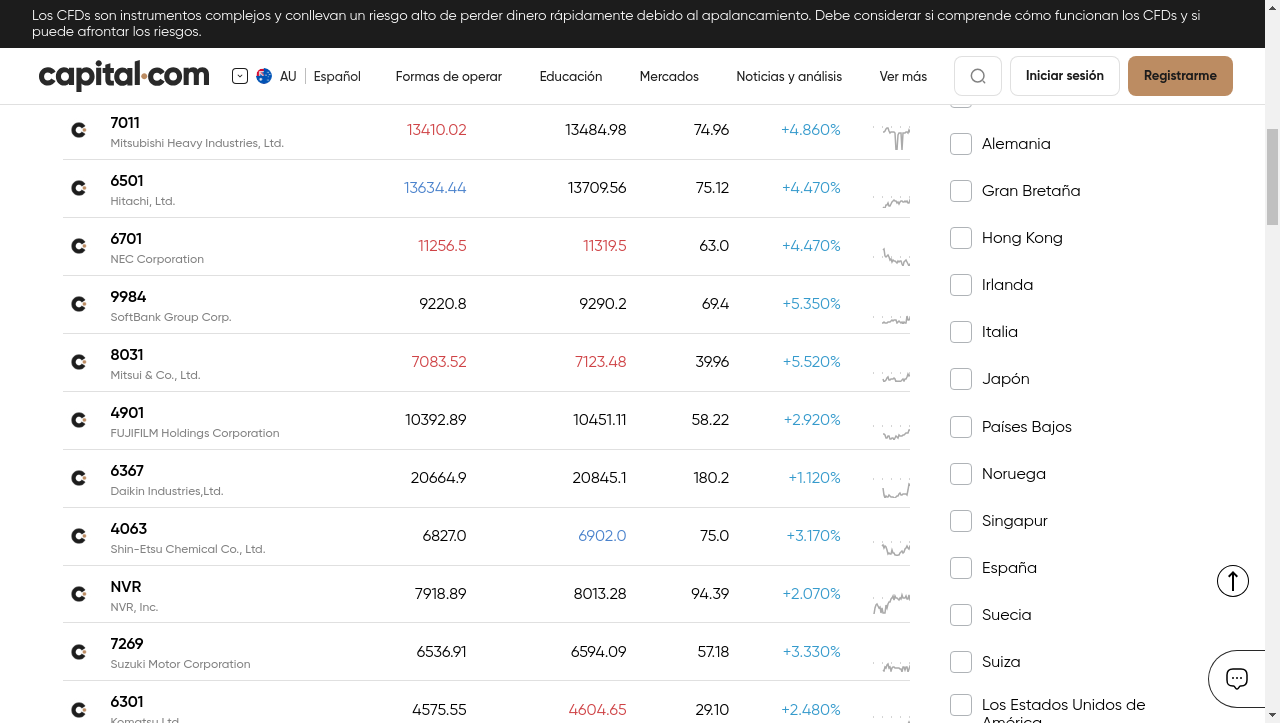 Los CFDs son instrumentos complejos y conllevan un riesgo alto de perder dinero rápidamente debido al apalancamiento. Debe considerar si comprende cómo funcionan los CFDs y si
puede afrontar los riesgos.
capital.com AU Español Formas de operar Educación Mercados Noticias y análisis Ver más Iniciar sesión Registrarme
7011 13410.02 13484.98 74.96 +4.860%
Mitsubishi Heavy Industries, Ltd.
6501 13634.44 13709.56 75.12 +4.470%
Hitachi, Ltd.
6701 11256.5 11319.5 63.0 +4.470%
NEC Corporation
9984 9220.8 9290.2 69.4 +5.350%
SoftBank Group Corp.
8031 7083.52 7123.48 39.96 +5.520%
Mitsui & Co., Ltd.
4901 10392.89 10451.11 58.22 +2.920%
FUJIFILM Holdings Corporation
6367 20664.9 20845.1 180.2 +1.120%
Daikin Industries,Ltd.
4063 6827.0 6902.0 75.0 +3.170%
Shin-Etsu Chemical Co., Ltd.
NVR 7918.89 8013.28 94.39 +2.070%
NVR, Inc.
7269 6536.91 6594.09 57.18 +3.330%
Suzuki Motor Corporation
6301 4575.55 4604.65 29.10 +2.480%
Komatsu Ltd.
Alemania
Gran Bretaña
Hong Kong
Irlanda
Italia
Japón
Países Bajos
Noruega
Singapur
España
Suecia
Suiza
Los Estados Unidos de
América